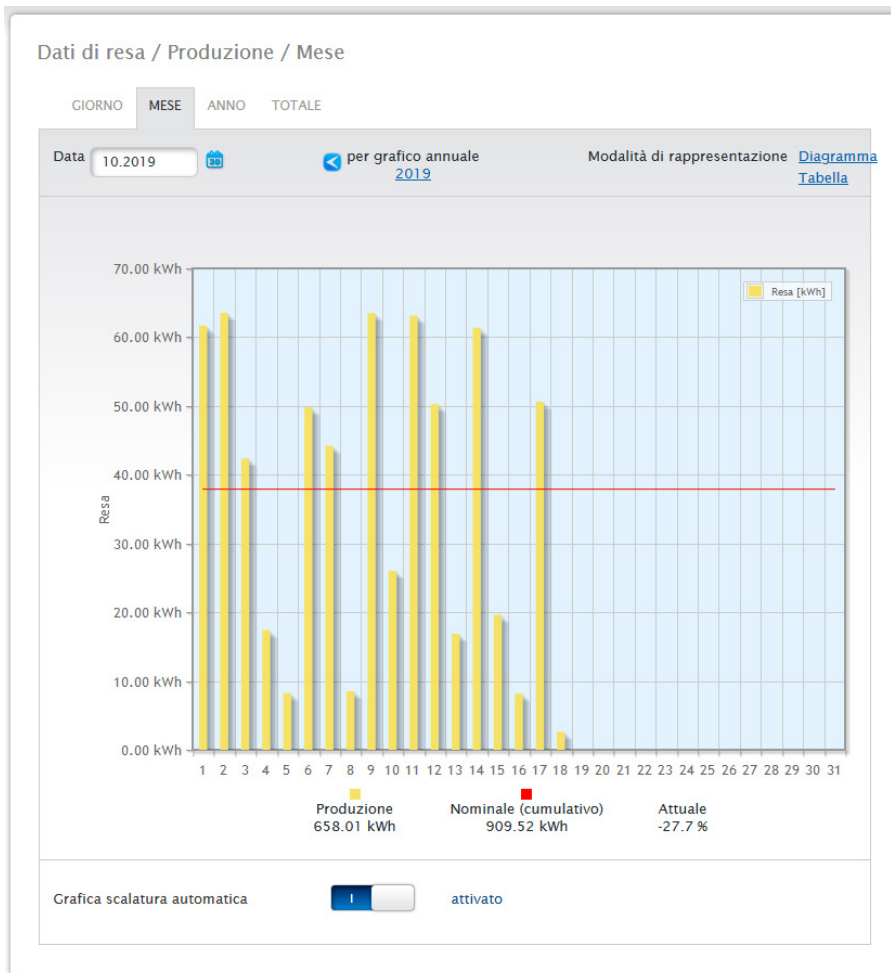 Dati di resa / Produzione / Mese
GIORNO MESE ANNO TOTALE
Data 10.2019 30 per grafico annuale Modalità di rappresentazione Diagramma
2019 Tabella
70.00 kWh
Resa [kWh]
60.00 kWh
50.00 kWh
40.00 kWh
Resa
30.00 kWh
20.00 kWh
10.00 kWh
0.00 kWh
1 2 3 4 5 6 7 8 9 10 11 12 13 14 15 16 17 18 19 20 21 22 23 24 25 26 27 28 29 30 31
Produzione Nominale (cumulativo) Attuale
658.01 kWh 909.52 kWh -27.7 %
Grafica scalatura automatica I attivato